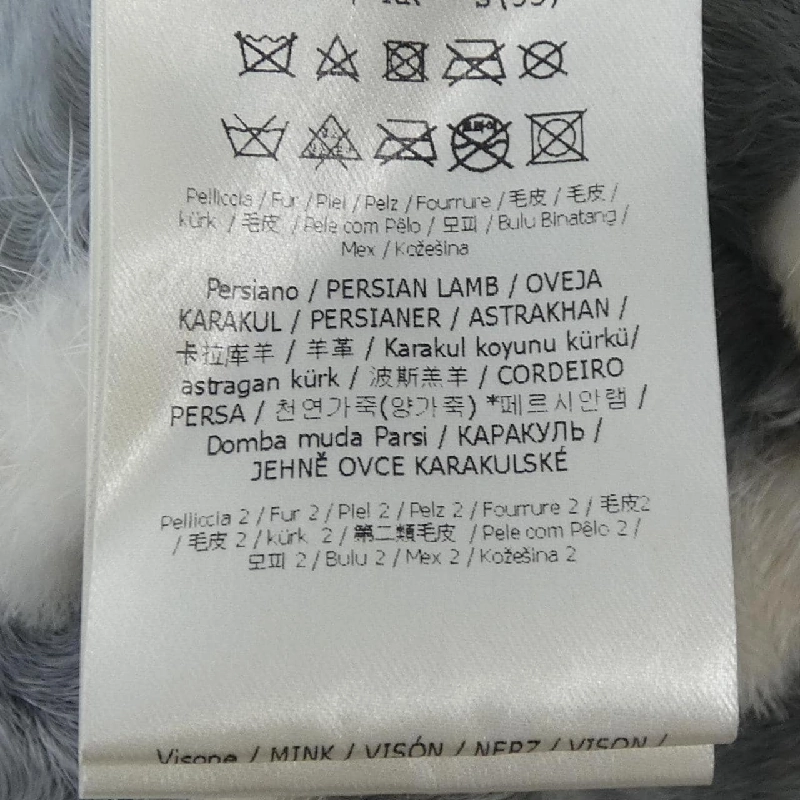 Pelliccia / Fur / Piel / Pelz / Fourrure / 毛皮 / 毛皮 /
kürk / 毛皮 / Pele com Pêlo / 모피 / Bulu Binatang /
Mex / Kožešina
Persiano / PERSIAN LAMB / OVEJA
KARAKUL / PERSIANER / ASTRAKHAN /
卡拉库羊 / 羊革 / Karakul koyunu kürkü/
astragan kürk / 波斯羔羊 / CORDEIRO
PERSA / 천연가죽(양가죽) *페르시안램 /
Domba muda Parsi / КАРАКУЛЬ /
JEHNĚ OVCE KARAKULSKÉ
Pelliccia 2 / Fur 2 / Piel 2 / Pelz 2 / Fourrure 2 / 毛皮2
/ 毛皮 2 / kürk 2 / 第二類毛皮 / Pele com Pêlo 2 /
모피 2 / Bulu 2 / Mex 2 / Kožešina 2
Visone / MINK / VISÓN / NERZ / VISON /